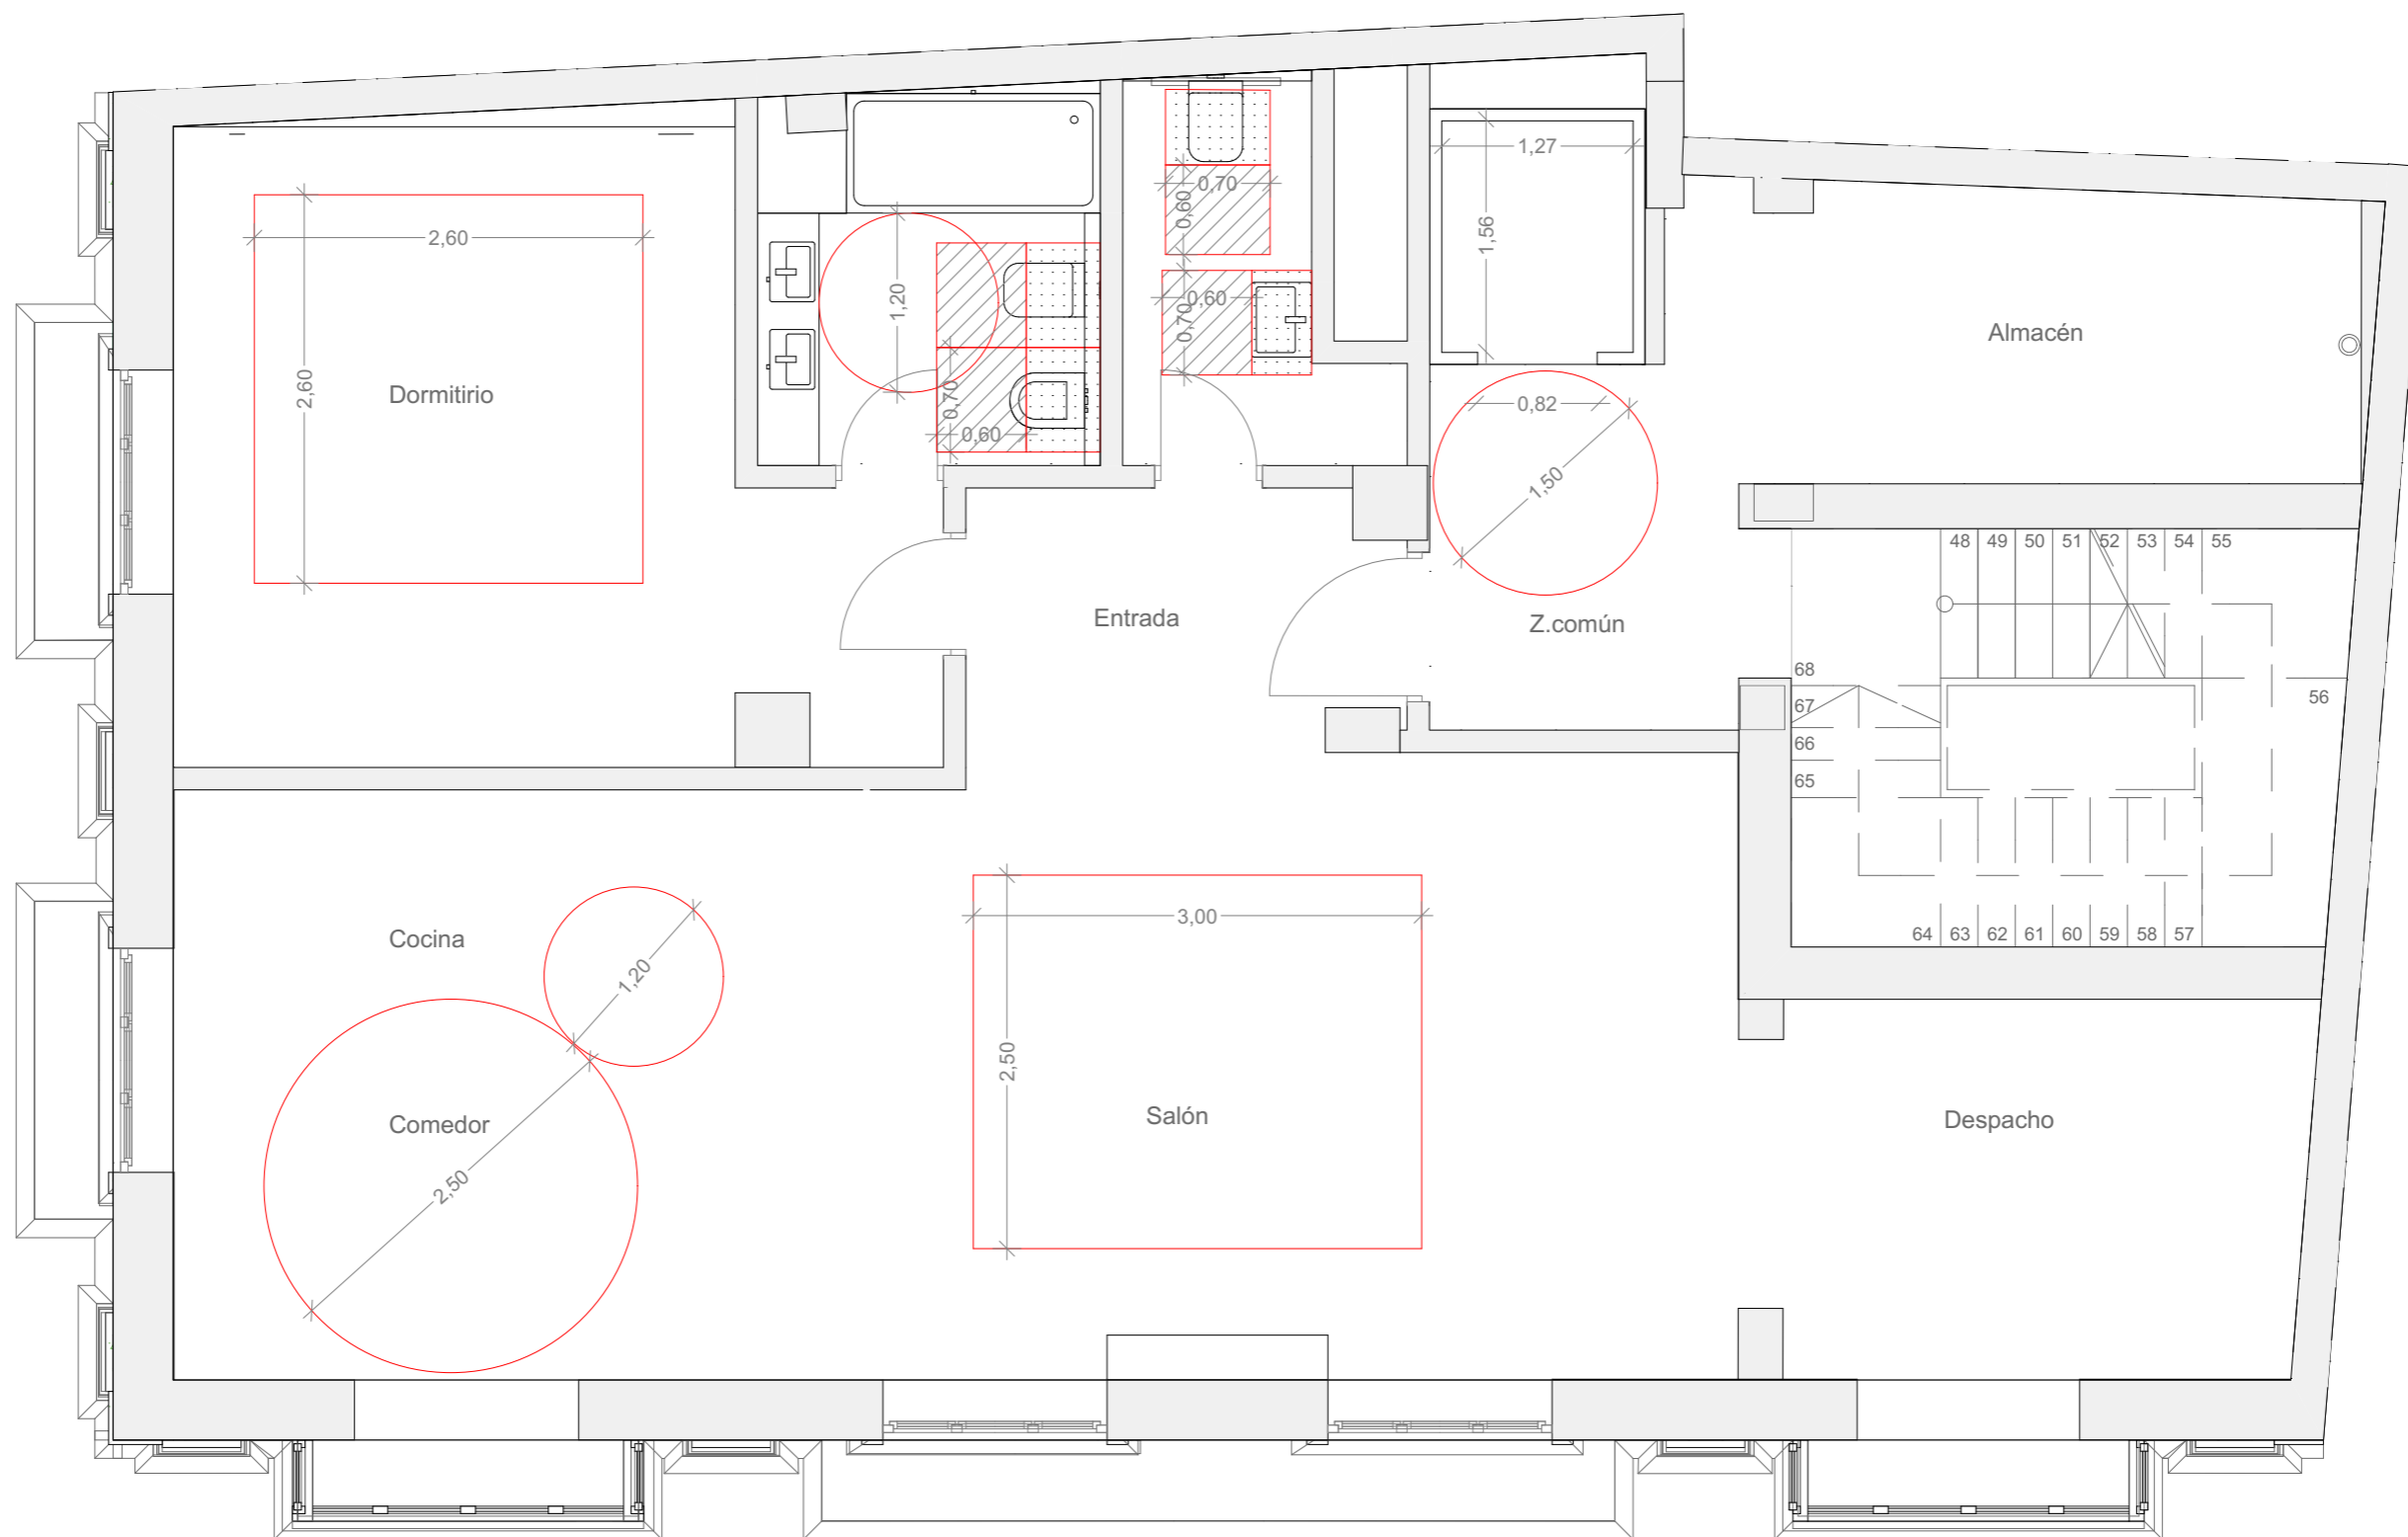 1,27
0,70
0,60
1,56
2,60
1,20
0,60
0,70
Almacén
2,60
Dormitirio
0,82
0,70
0,60
1,50
48 49 50 51 52 53 54 55
Entrada
Z.común
68
56
67
66
65
3,00
Cocina
64 63 62 61 60 59 58 57
1,20
2,50
Comedor
Salón
Despacho
2,50